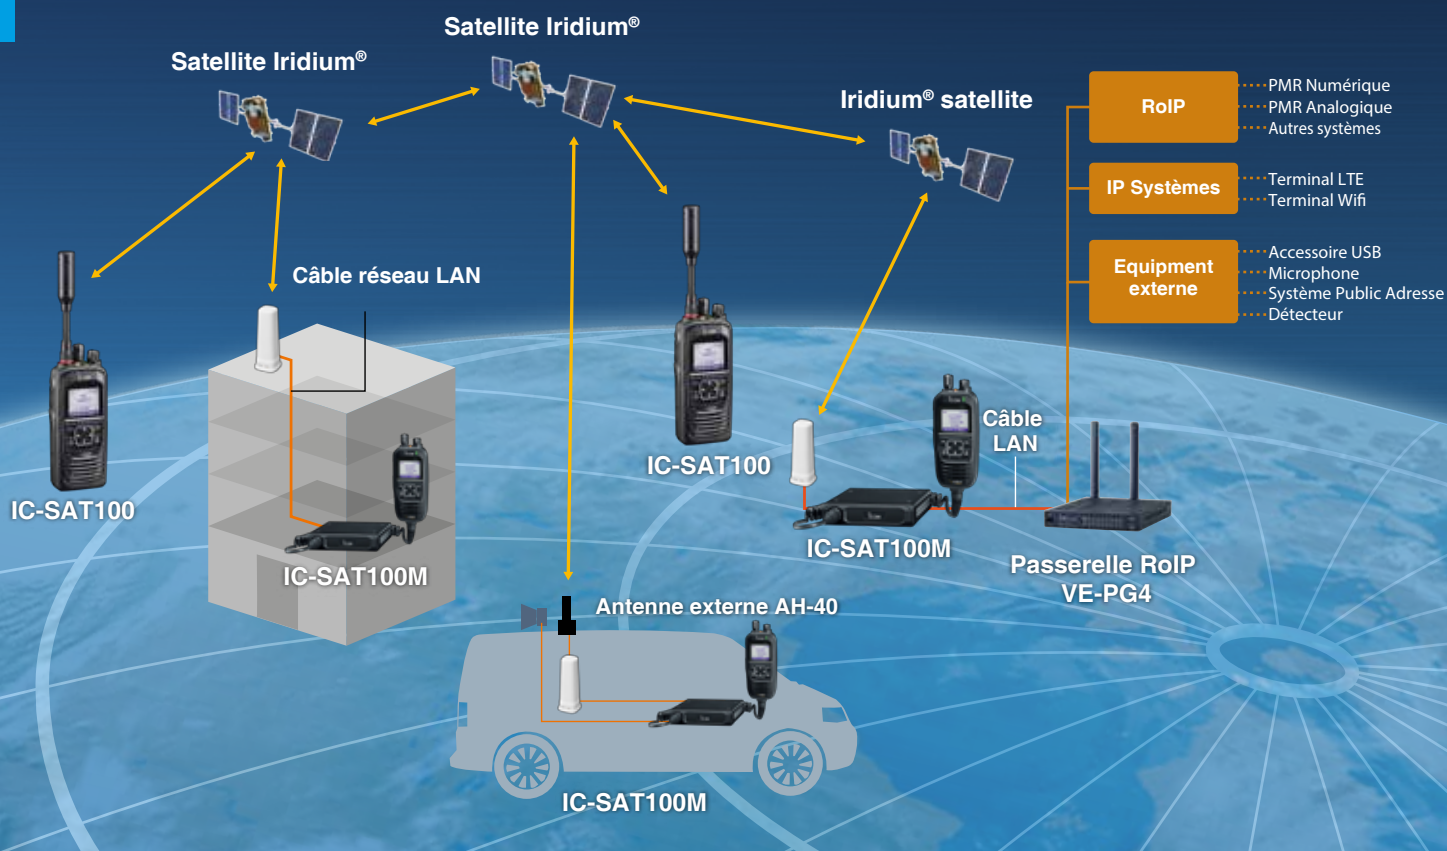 Satellite Iridium®
Satellite Iridium®
Iridium® satellite
RoIP
PMR Numérique
PMR Analogique
Autres systèmes
IP Systèmes
Terminal LTE
Terminal Wifi
Equipment
externe
Accessoire USB
Microphone
Système Public Adresse
Détecteur
Câble réseau LAN
IC-SAT100
IC-SAT100M
IC-SAT100
Câble
LAN
IC-SAT100M
Passerelle RoIP
VE-PG4
Antenne externe AH-40
IC-SAT100M